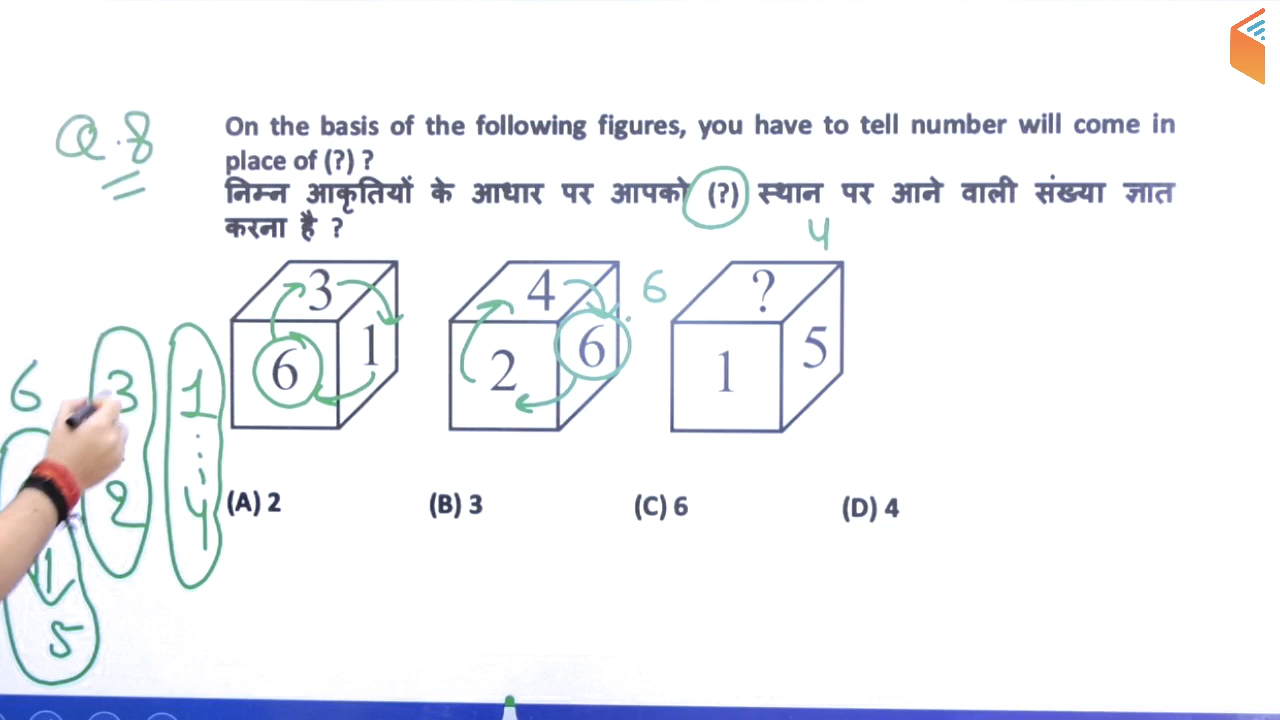 Q.8
On the basis of the following figures, you have to tell number will come in
place of (?) ?
निम्न आकृतियों के आधार पर आपको (?) स्थान पर आने वाली संख्या ज्ञात
करना है ?
4
3
6
1
4
2
6
6
?
1
5
6 3 1
2 4
1
5
(A) 2 (B) 3 (C) 6 (D) 4